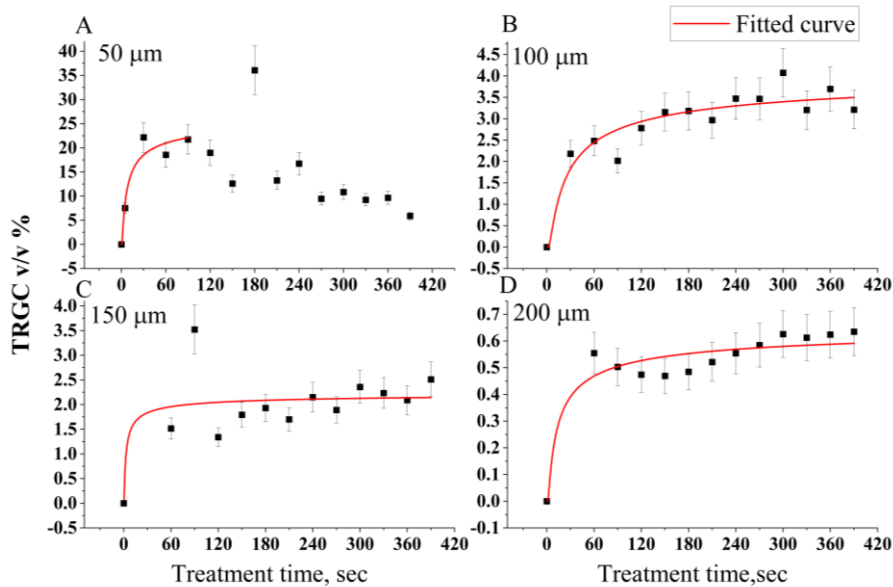 Fitted curve
A
50 μm
40
35
30
25
20
15
10
5
0
-5
0 60 120 180 240 300 360 420
B
100 μm
4.5
4.0
3.5
3.0
2.5
2.0
1.5
1.0
0.5
0.0
-0.5
0 60 120 180 240 300 360 420
TRGC v/v %
C
150 μm
4.0
3.5
3.0
2.5
2.0
1.5
1.0
0.5
0.0
-0.5
0 60 120 180 240 300 360 420
Treatment time, sec
D
200 μm
0.6
0.5
0.4
0.3
0.2
0.1
0.0
-0.1
0 60 120 180 240 300 360 420
Treatment time,sec